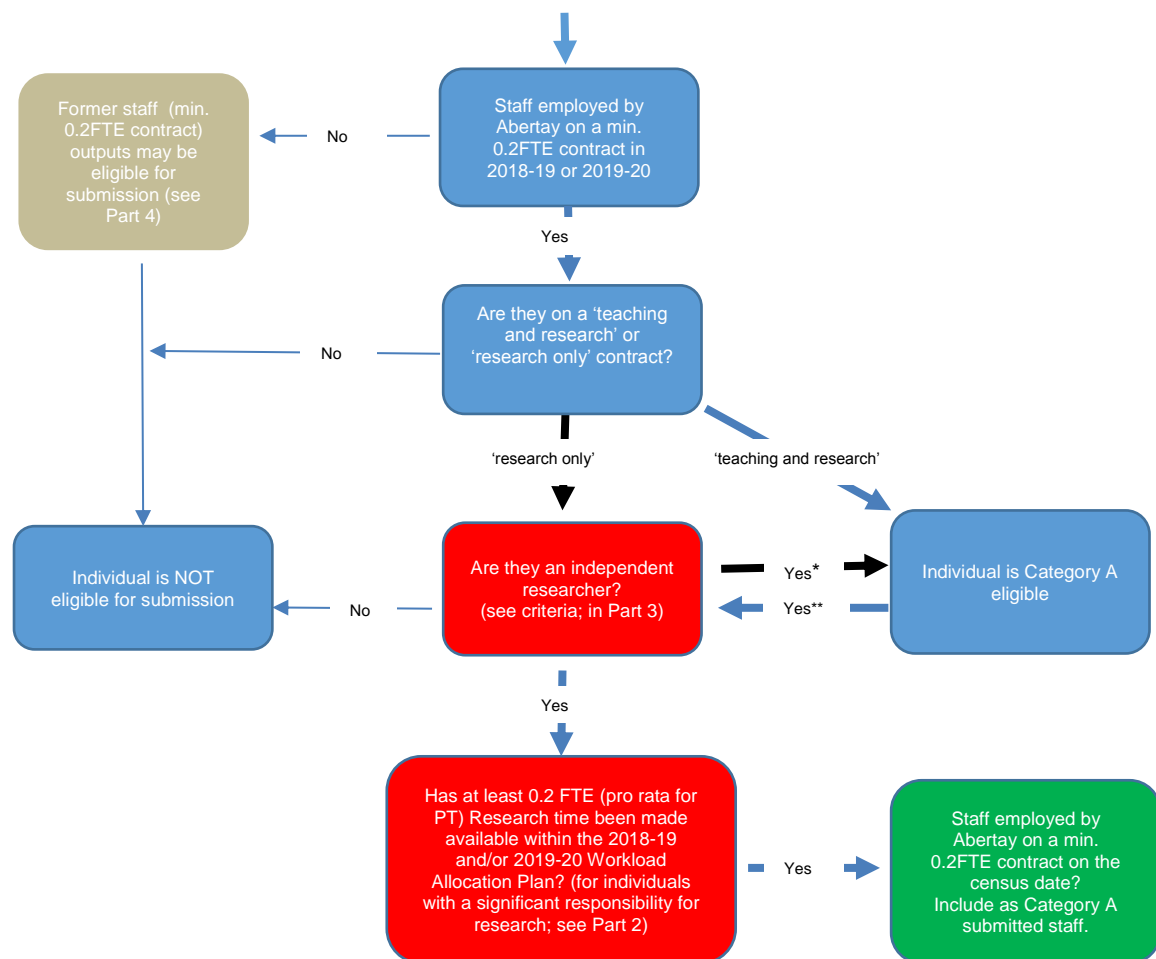 Former staff (min.
0.2FTE contract)
outputs may be
eligible for
submission (see
Part 4)
No
Staff employed by
Abertay on a min.
0.2FTE contract in
2018-19 or 2019-20
Yes
Are they on a ‘teaching
and research’ or
‘research only’ contract?
No
‘research only’
‘teaching and research’
Individual is NOT
eligible for submission
No
Are they an independent
researcher?
(see criteria; in Part 3)
Yes*
Yes**
Individual is Category A
eligible
Yes
Has at least 0.2 FTE (pro rata for
PT) Research time been made
available within the 2018-19
and/or 2019-20 Workload
Allocation Plan? (for individuals
with a significant responsibility for
research; see Part 2)
Yes
Staff employed by
Abertay on a min.
0.2FTE contract on the
census date?
Include as Category A
submitted staff.